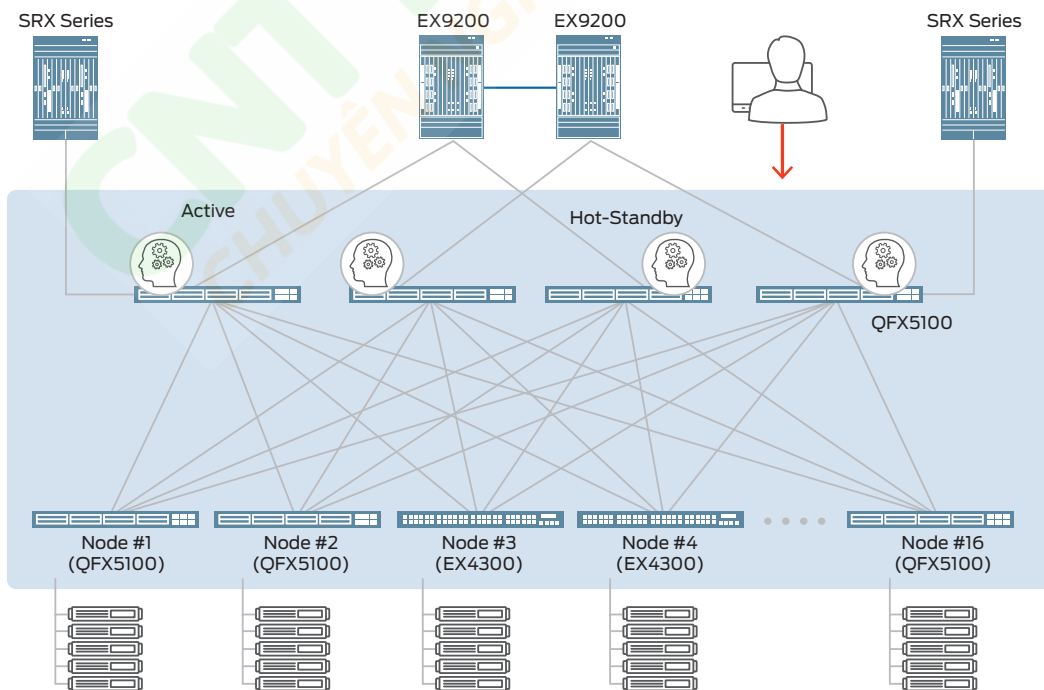 SRX Series
EX9200
EX9200
SRX Series
Active
Hot-Standby
QFX5100
Node #1
(QFX5100)
Node #2
(QFX5100)
Node #3
(EX4300)
Node #4
(EX4300)
Node #16
(QFX5100)